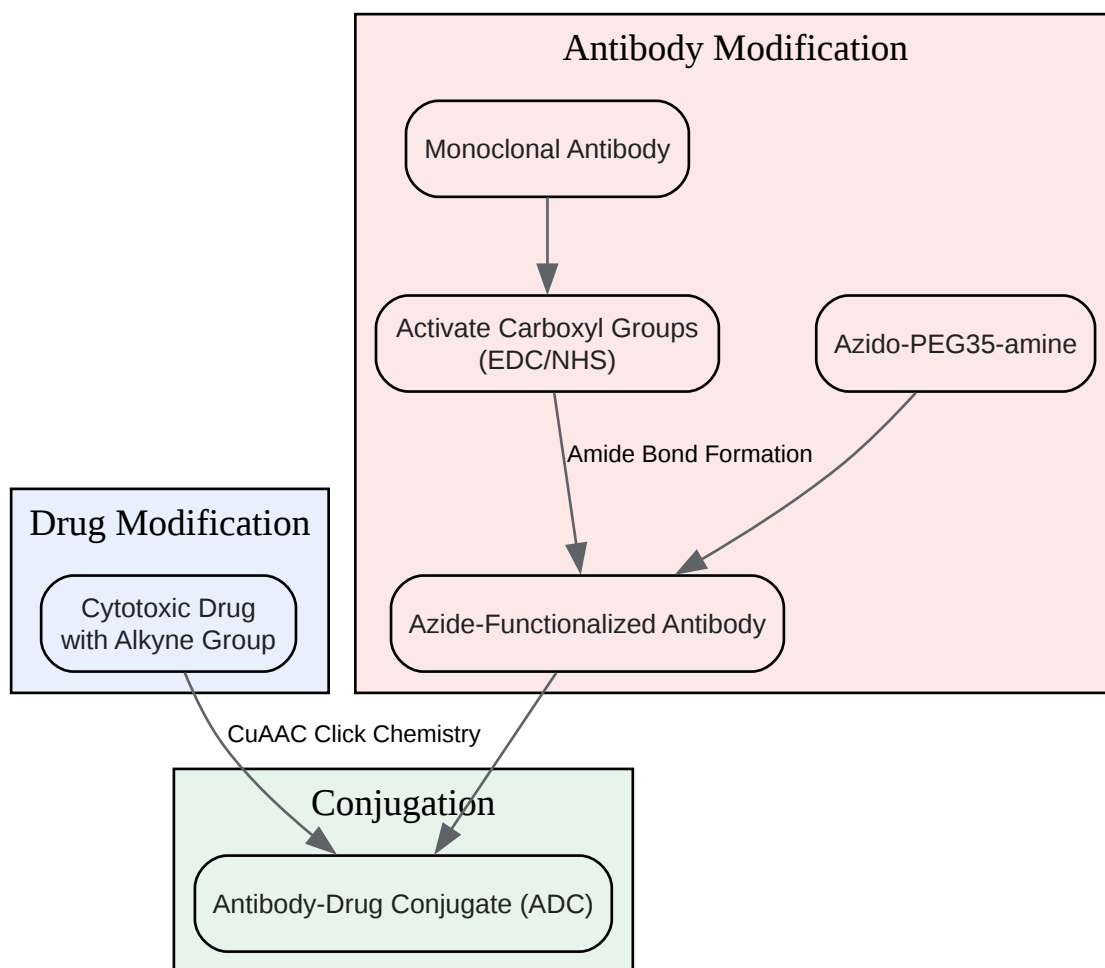 Antibody Modification
Monoclonal Antibody
Activate Carboxyl Groups
(EDC/NHS)
Azido-PEG35-amine
Amide Bond Formation
Drug Modification
Cytotoxic Drug
with Alkyne Group
Azide-Functionalized Antibody
CuAAC Click Chemistry
Conjugation
Antibody-Drug Conjugate (ADC)